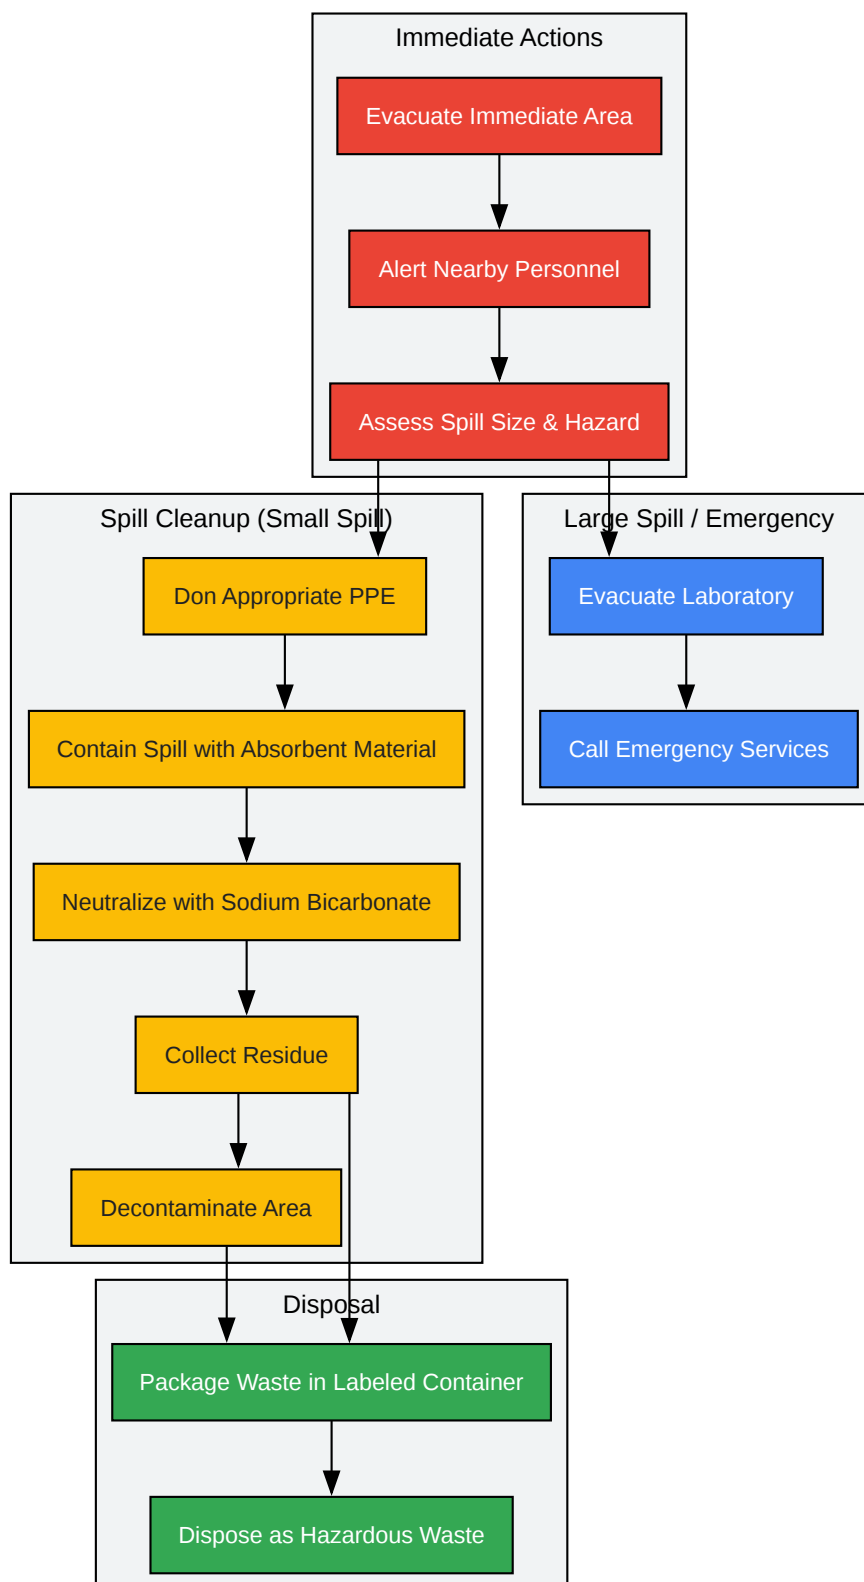 Immediate Actions
Evacuate Immediate Area
Alert Nearby Personnel
Assess Spill Size & Hazard
Spill Cleanup (Small Spill)
Don Appropriate PPE
Contain Spill with Absorbent Material
Neutralize with Sodium Bicarbonate
Collect Residue
Decontaminate Area
Large Spill / Emergency
Evacuate Laboratory
Call Emergency Services
Disposal
Package Waste in Labeled Container
Dispose as Hazardous Waste